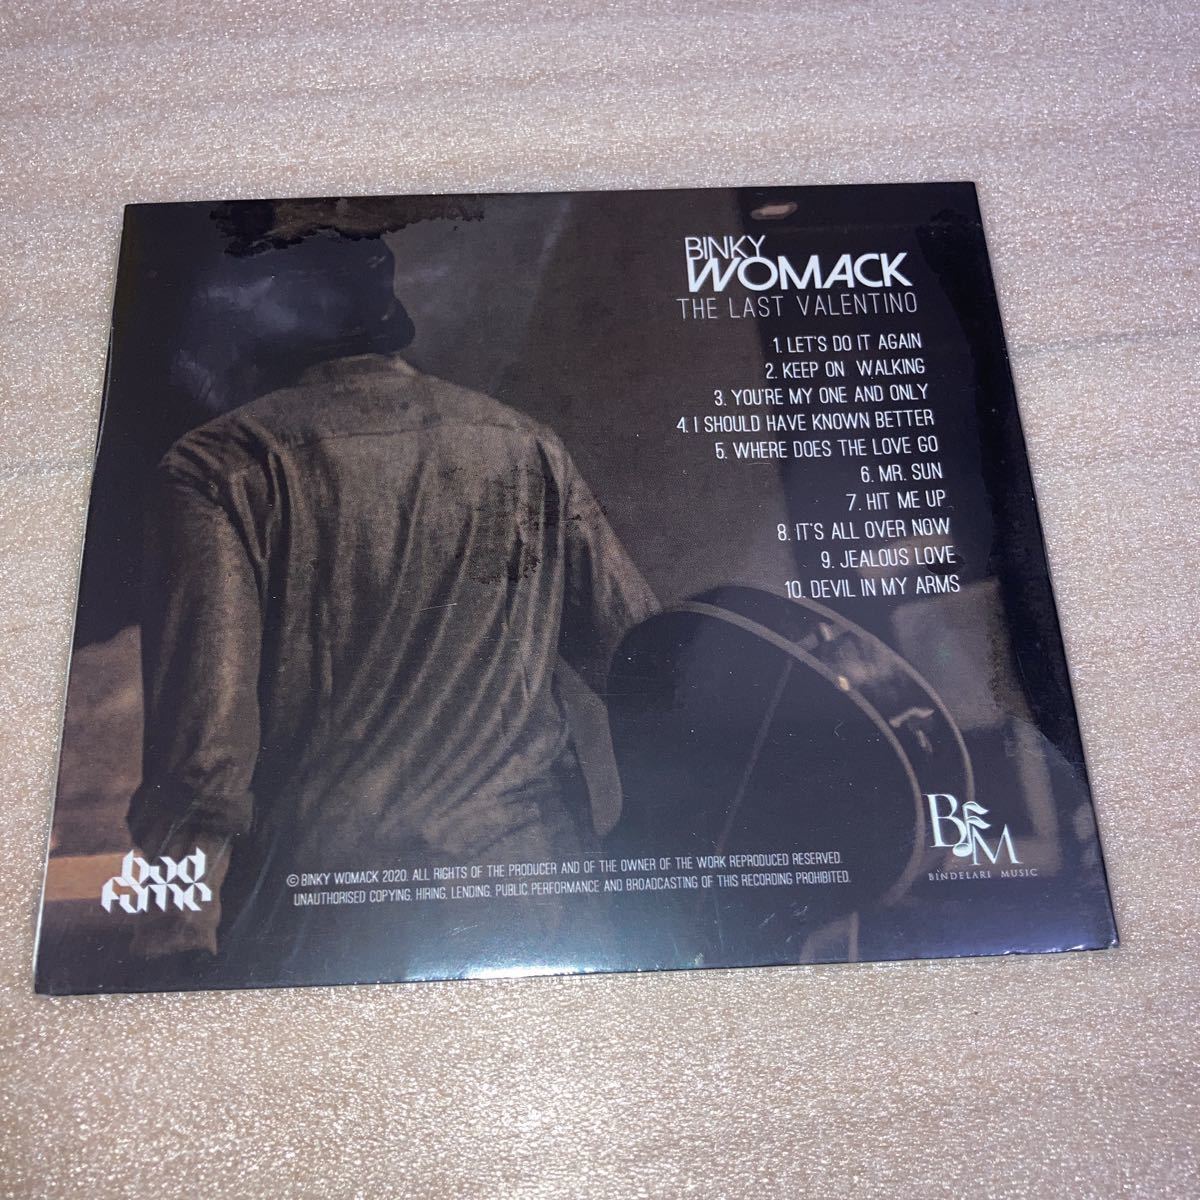 BINKY
WOMACK
THE LAST VALENTINO
1. LET'S DO IT AGAIN
2. KEEP ON WALKING
3. YOU'RE MY ONE AND ONLY
4. I SHOULD HAVE KNOWN BETTER
5. WHERE DOES THE LOVE GO
6. MR. SUN
7. HIT ME UP
8. IT'S ALL OVER NOW
9. JEALOUS LOVE
10. DEVIL IN MY ARMS
bad
fame
© BINKY WOMACK 2020. ALL RIGHTS OF THE PRODUCER AND OF THE OWNER OF THE WORK REPRODUCED RESERVED.
UNAUTHORISED COPYING, HIRING, LENDING, PUBLIC PERFORMANCE AND BROADCASTING OF THIS RECORDING PROHIBITED.
BM
BINDELARI MUSIC